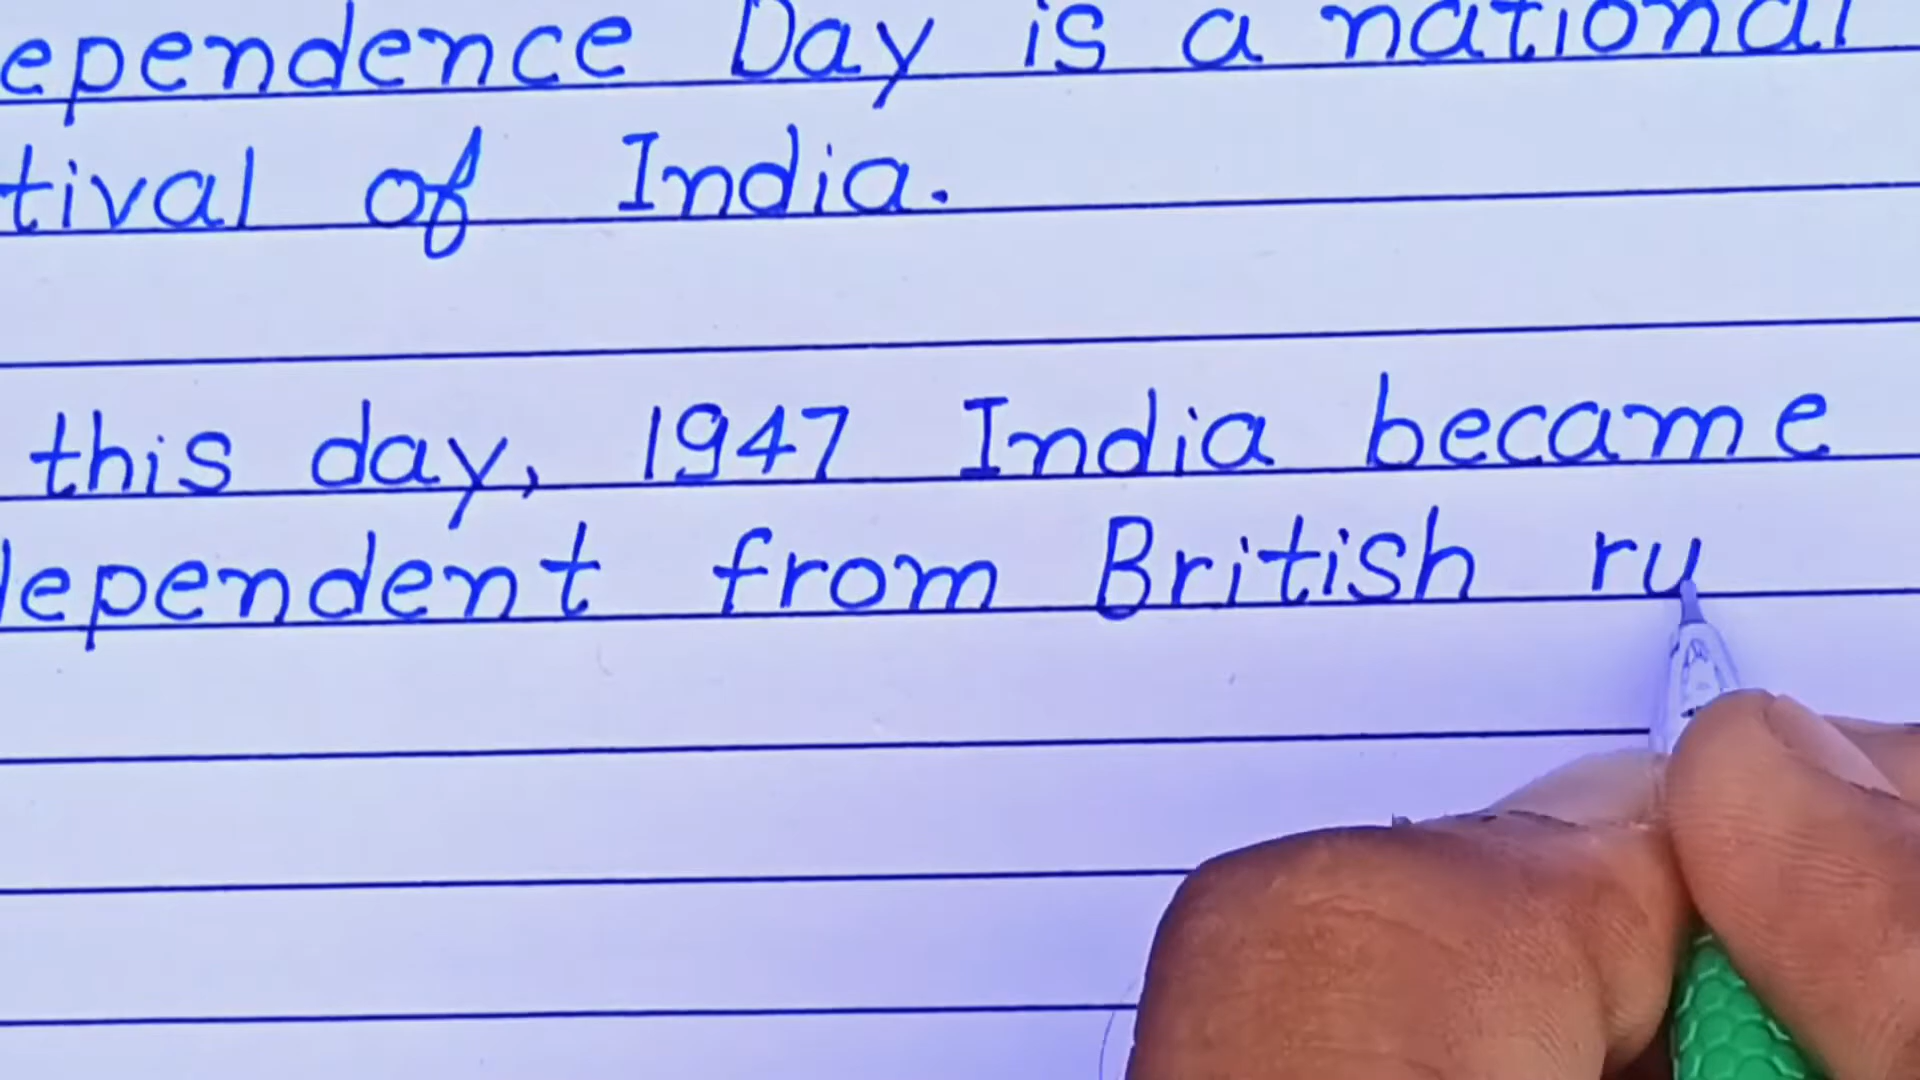 ependence Day is a national
tival of India.
this day, 1947 India became
dependent from British ru